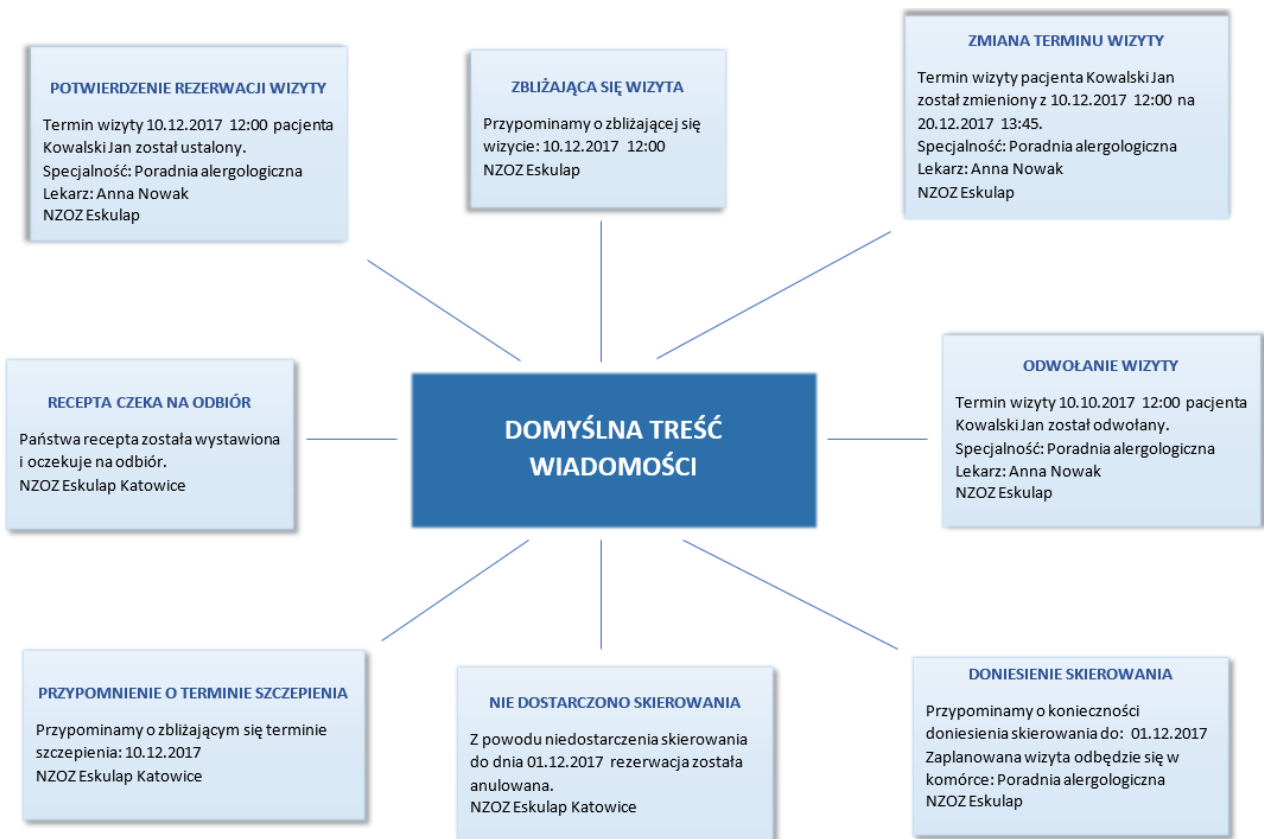 POTWIERDZENIE REZERWACJI WIZYTY
Termin wizyty 10.12.2017 12:00 pacjenta
Kowalski Jan został ustalony.
Specjalność: Poradnia alergologiczna
Lekarz: Anna Nowak
NZOZ Eskulap
ZBLIŻAJĄCA SIĘ WIZYTA
Przypominamy o zbliżającej się
wizycie: 10.12.2017 12:00
NZOZ Eskulap
ZMIANA TERMINU WIZYTY
Termin wizyty pacjenta Kowalski Jan
został zmieniony z 10.12.2017 12:00 na
20.12.2017 13:45.
Specjalność: Poradnia alergologiczna
Lekarz: Anna Nowak
NZOZ Eskulap
RECEPTA CZEKA NA ODBIÓR
Państwa recepta została wystawiona
i oczekuje na odbiór.
NZOZ Eskulap Katowice
DOMYŚLNA TREŚĆ
WIADOMOŚCI
ODWOŁANIE WIZYTY
Termin wizyty 10.10.2017 12:00 pacjenta
Kowalski Jan został odwołany.
Specjalność: Poradnia alergologiczna
Lekarz: Anna Nowak
NZOZ Eskulap
PRZYPOMNIENIE O TERMINIE SZCZEPIENIA
Przypominamy o zbliżającym się terminie
szczepienia: 10.12.2017
NZOZ Eskulap Katowice
NIE DOSTARCZONO SKIEROWANIA
Z powodu niedostarczenia skierowania
do dnia 01.12.2017 rezerwacja została
anulowana.
NZOZ Eskulap Katowice
DONIESIENIE SKIEROWANIA
Przypominamy o konieczności
doniesienia skierowania do: 01.12.2017
Zaplanowana wizyta odbędzie się w
komórce: Poradnia alergologiczna
NZOZ Eskulap